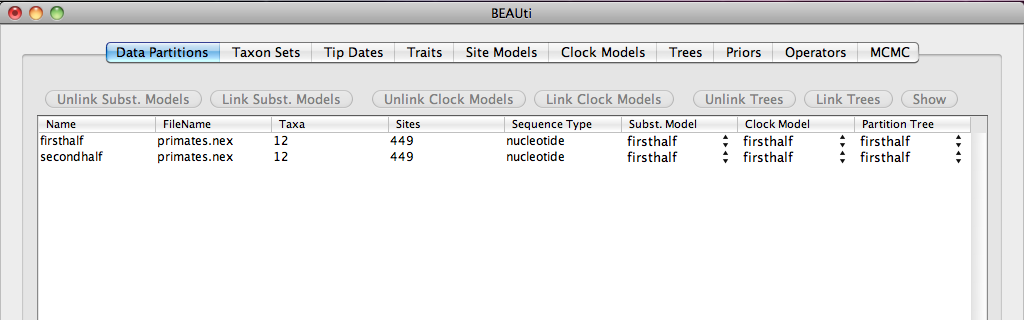 BEAUti
Data Partitions Taxon Sets Tip Dates Traits Site Models Clock Models Trees Priors Operators MCMC
Unlink Subst. Models Link Subst. Models Unlink Clock Models Link Clock Models Unlink Trees Link Trees Show
Name FileName Taxa Sites Sequence Type Subst. Model Clock Model Partition Tree
firsthalf primates.nex 12 449 nucleotide firsthalf firsthalf firsthalf
secondhalf primates.nex 12 449 nucleotide firsthalf firsthalf firsthalf